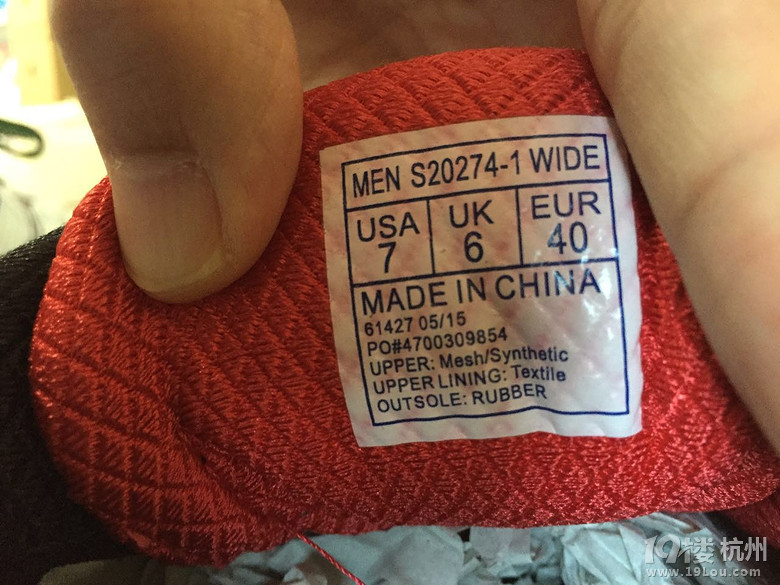 MEN S20274-1 WIDE
USA UK EUR
7 6 40
MADE IN CHINA
61427 05/15
PO#4700309854
UPPER: Mesh/Synthetic
UPPER LINING: Textile
OUTSOLE: RUBBER
19楼 杭州
www.19lou.com